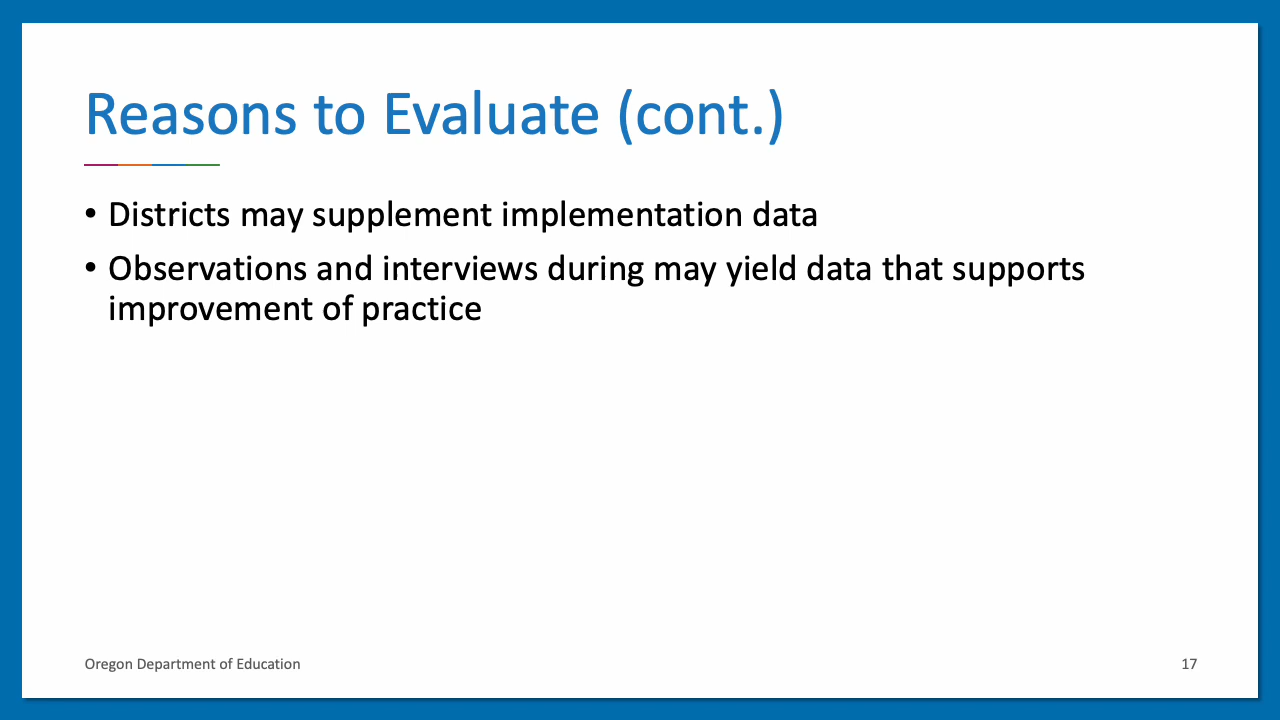 Reasons to Evaluate (cont.)
• Districts may supplement implementation data
• Observations and interviews during may yield data that supports
improvement of practice
Oregon Department of Education
17